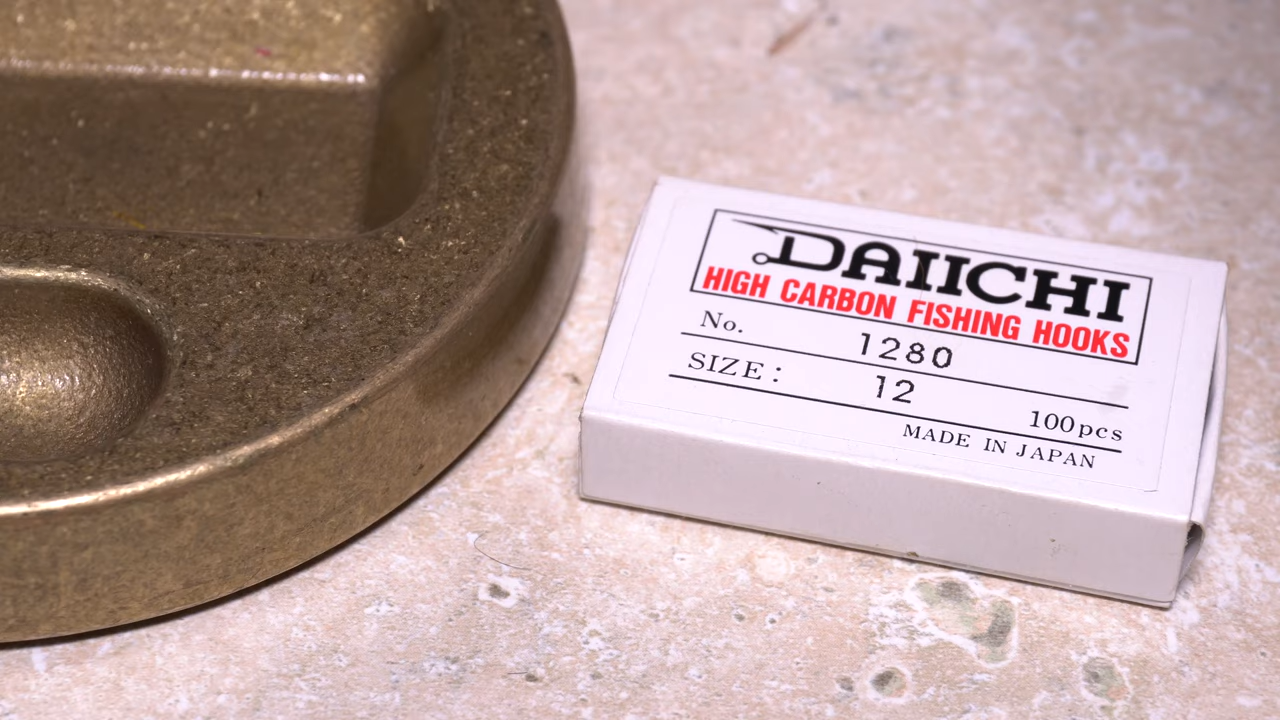 DAIICHI
HIGH CARBON FISHING HOOKS
No. 1280
SIZE: 12 100pcs
MADE IN JAPAN